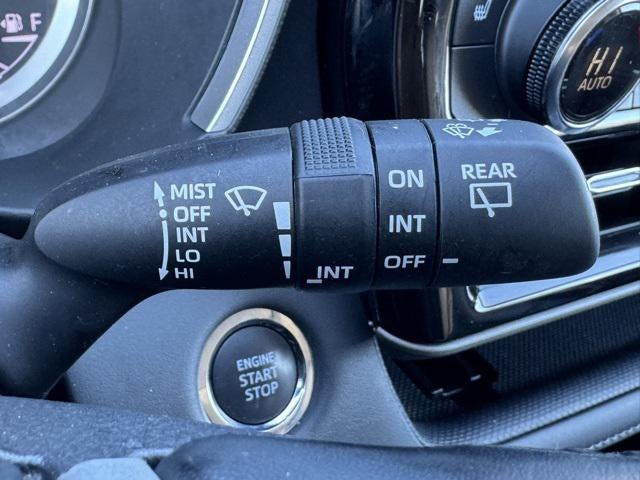 F
HI
AUTO
MIST
OFF
INT
LO
HI
INT
ON
INT
OFF
REAR
ENGINE
START
STOP